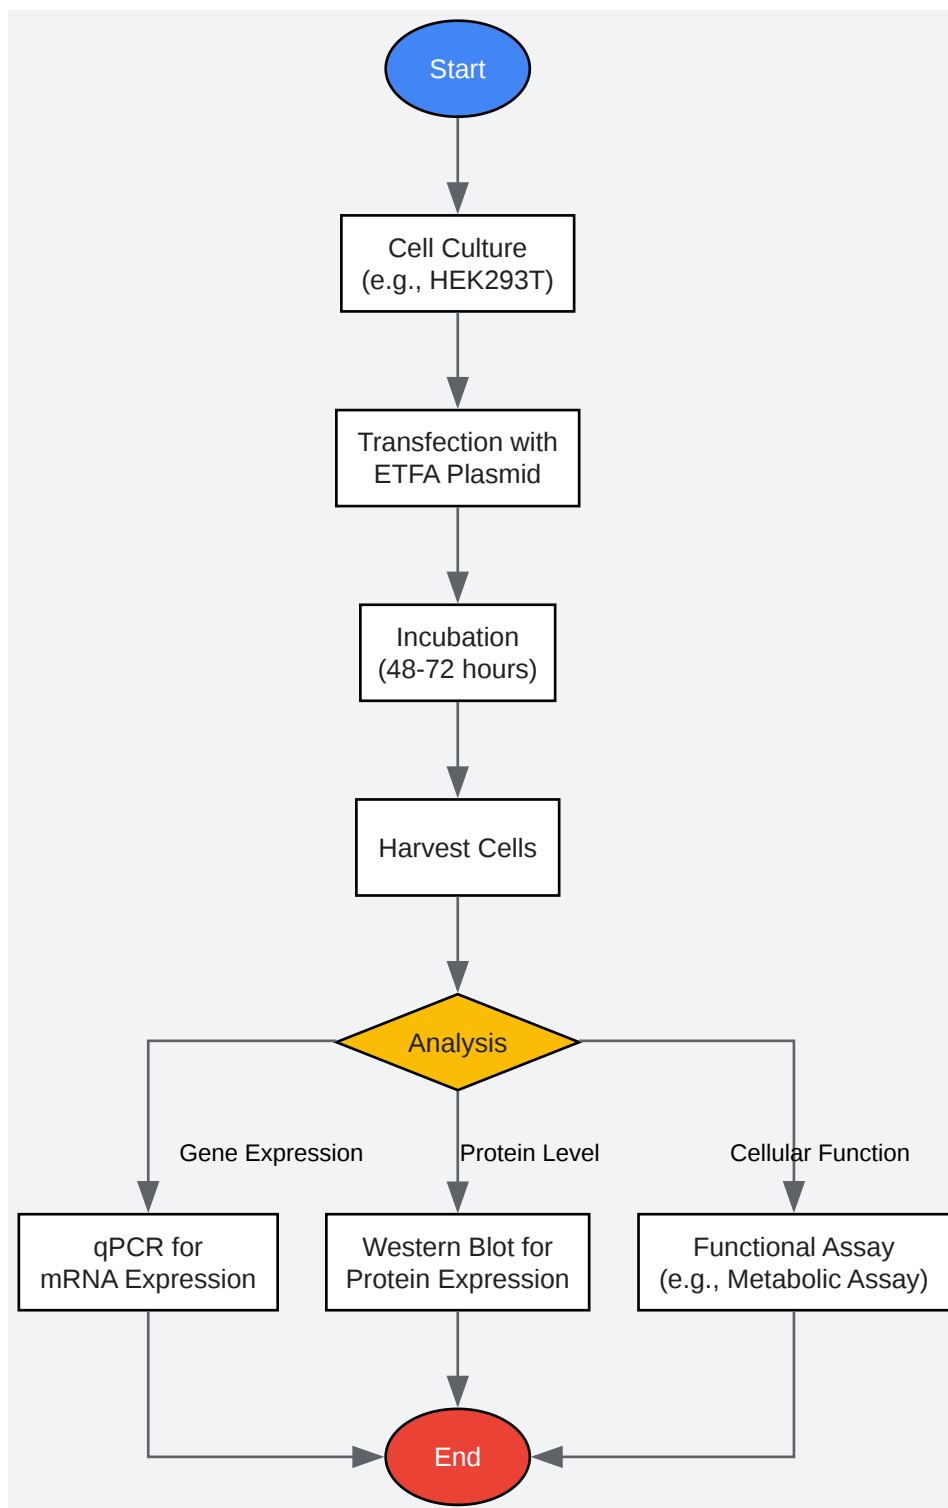 Start
Cell Culture
(e.g., HEK293T)
Transfection with
ETFA Plasmid
Incubation
(48-72 hours)
Harvest Cells
Analysis
Gene Expression
Protein Level
Cellular Function
qPCR for
mRNA Expression
Western Blot for
Protein Expression
Functional Assay
(e.g., Metabolic Assay)
End